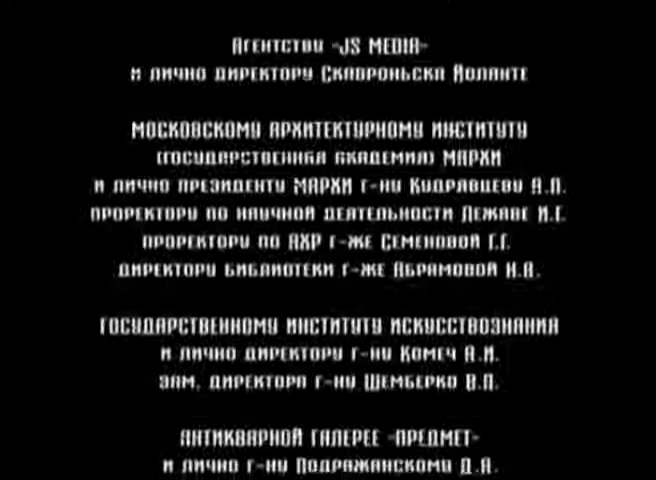 Агентству «JS MEDIA»
и лично директору Скавроньска Иоланте
МОСКОВСКОМУ АРХИТЕКТУРНОМУ ИНСТИТУТУ
(государственная академия) МАРХИ
и лично президенту МАРХИ г-ну Кудрявцеву А.П.
проректору по научной деятельности Лежаве И.Г.
проректору по АХР г-же Семеновой Г.Г.
директору библиотеки г-же Абрамовой Н.А.
ГОСУДАРСТВЕННОМУ ИНСТИТУТУ ИСКУССТВОЗНАНИЯ
и лично директору г-ну Комеч А.И.
зам. директора г-ну Шемберко В.П.
АНТИКВАРНОЙ ГАЛЕРЕЕ «ПРЕДМЕТ»
и лично г-ну Подражанскому Д.А.